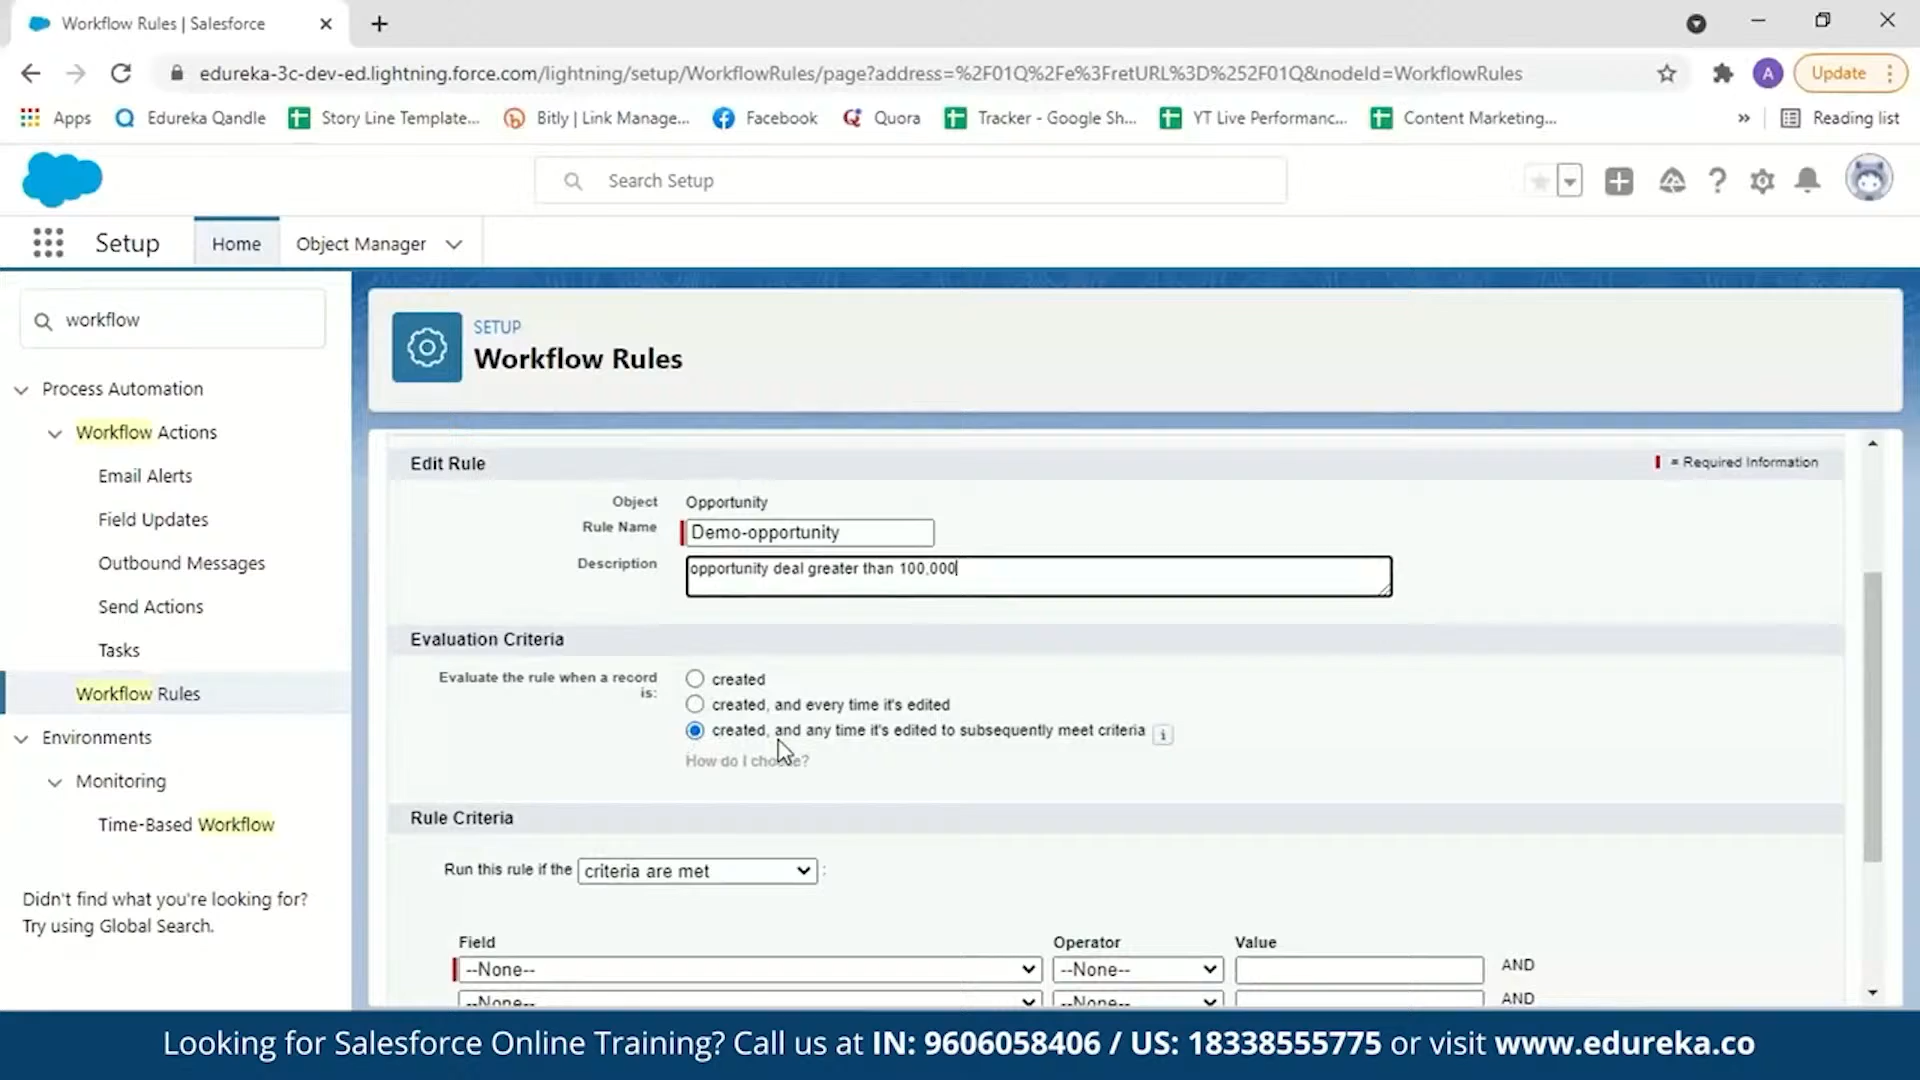 Workflow Rules | Salesforce
edureka-3c-dev-ed.lightning.force.com/lightning/setup/WorkflowRules/page?address=%2F01Q%2Fe%3FretURL%3D%252F01Q&nodeId=WorkflowRules
A
Update
Apps
Edureka Qandle
Story Line Template...
Bitly | Link Manage...
Facebook
Quora
Tracker - Google Sh...
YT Live Performanc...
Content Marketing...
»
Reading list
Search Setup
Setup
Home
Object Manager
workflow
Process Automation
Workflow Actions
Email Alerts
Field Updates
Outbound Messages
Send Actions
Tasks
Workflow Rules
Environments
Monitoring
Time-Based Workflow
Didn't find what you're looking for?
Try using Global Search.
SETUP
Workflow Rules
Edit Rule
= Required Information
Object Opportunity
Rule Name Demo-opportunity
Description opportunity deal greater than 100,000
Evaluation Criteria
Evaluate the rule when a record
is:
created
created, and every time it's edited
created, and any time it's edited to subsequently meet criteria i
How do I choose?
Rule Criteria
Run this rule if the criteria are met :
Field Operator Value
--None-- --None-- AND
--None-- --None-- AND
Looking for Salesforce Online Training? Call us at IN: 9606058406 / US: 18338555775 or visit www.edureka.co